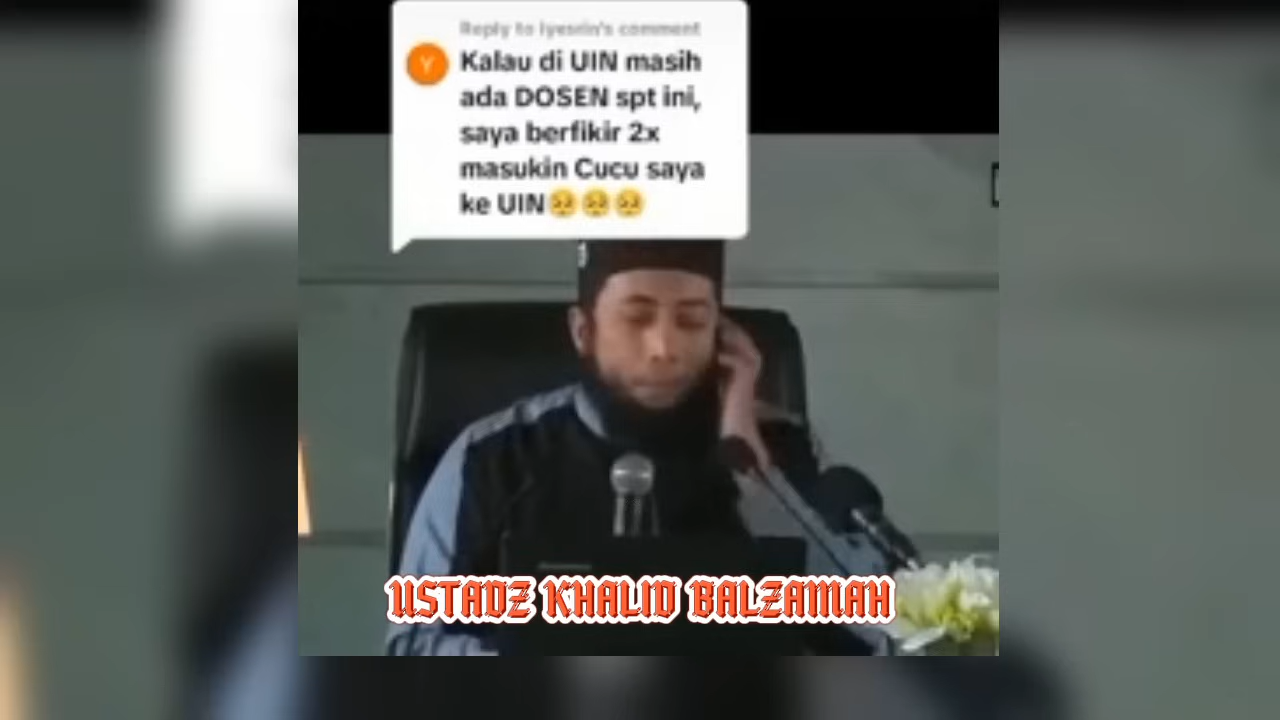 Reply to Iyesrin's comment
Y
Kalau di UIN masih
ada DOSEN spt ini,
saya berfikir 2x
masukin Cucu saya
ke UIN🥺🥺🥺
USTADZ KHALID BALZAMAH